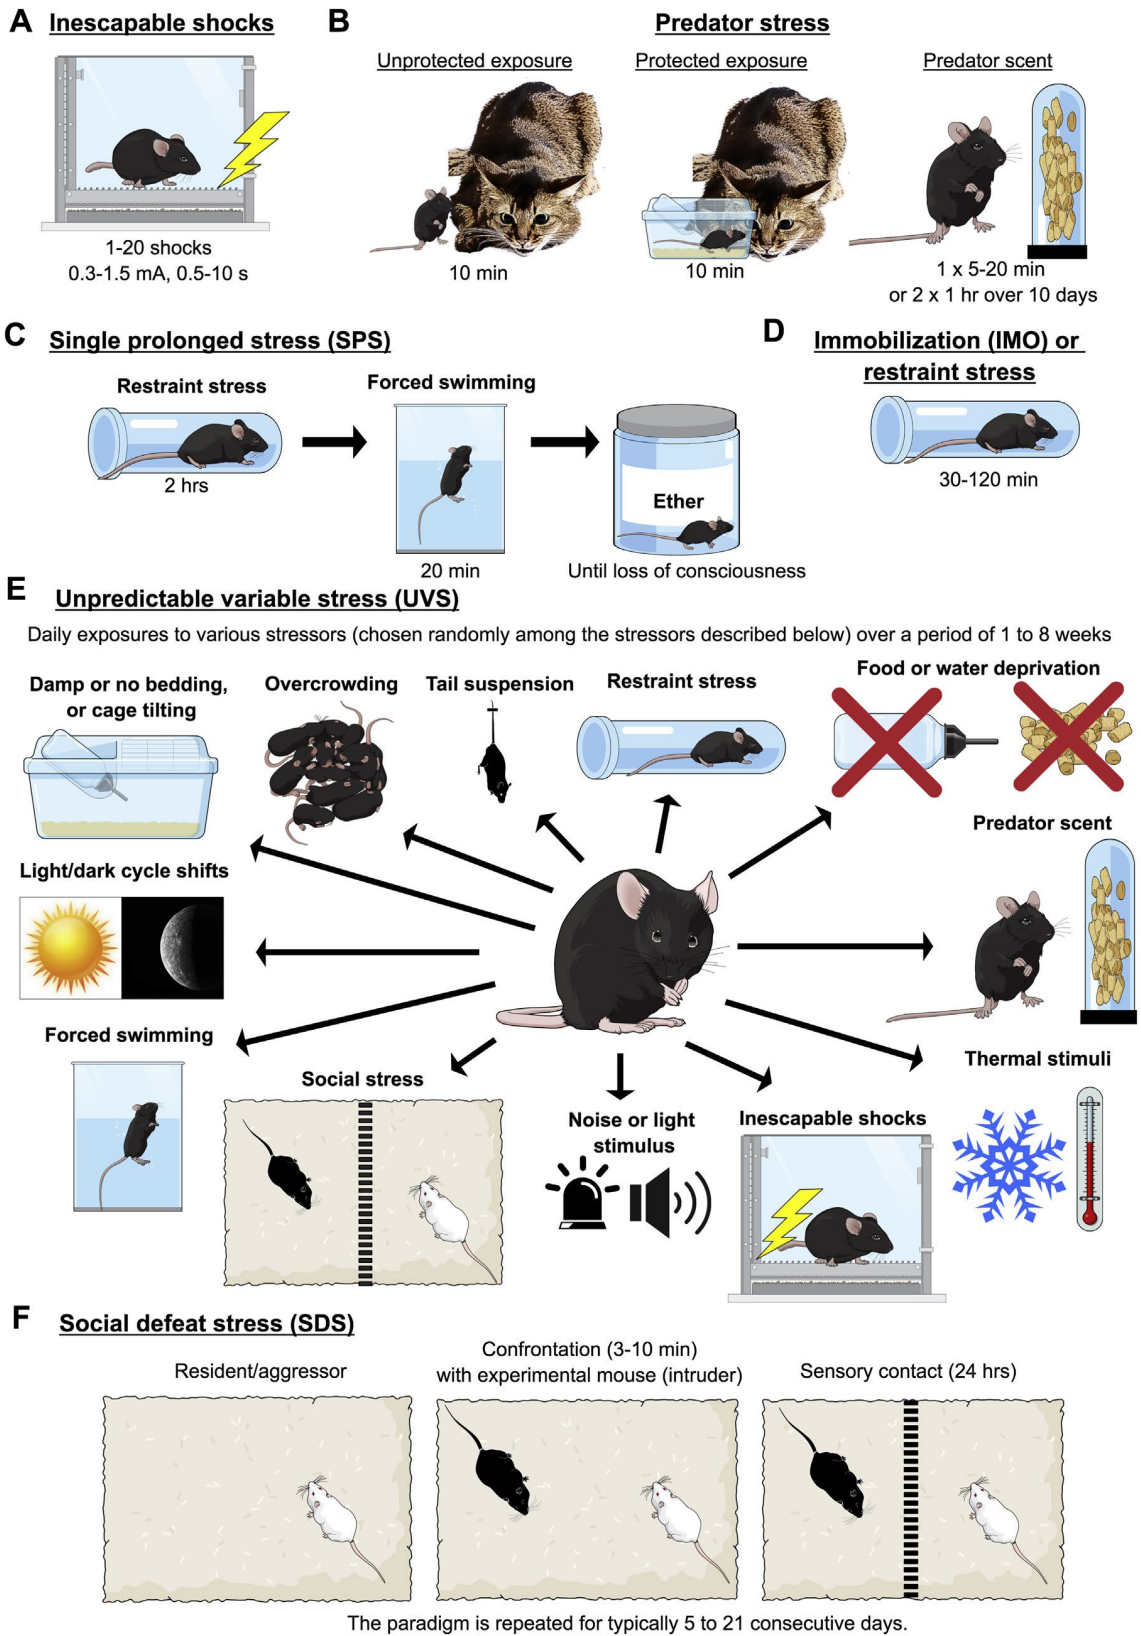 A Inescapable shocks
1-20 shocks
0.3-1.5 mA, 0.5-10 s
B Predator stress
Unprotected exposure
10 min
Protected exposure
10 min
Predator scent
1 x 5-20 min
or 2 x 1 hr over 10 days
C Single prolonged stress (SPS)
Restraint stress
2 hrs
Forced swimming
20 min
Ether
Until loss of consciousness
D Immobilization (IMO) or
restraint stress
30-120 min
E Unpredictable variable stress (UVS)
Daily exposures to various stressors (chosen randomly among the stressors described below) over a period of 1 to 8 weeks
Damp or no bedding,
or cage tilting
Overcrowding
Tail suspension
Restraint stress
Food or water deprivation
Predator scent
Light/dark cycle shifts
Forced swimming
Social stress
Noise or light
stimulus
Inescapable shocks
Thermal stimuli
F Social defeat stress (SDS)
Resident/aggressor
Confrontation (3-10 min)
with experimental mouse (intruder)
Sensory contact (24 hrs)
The paradigm is repeated for typically 5 to 21 consecutive days.